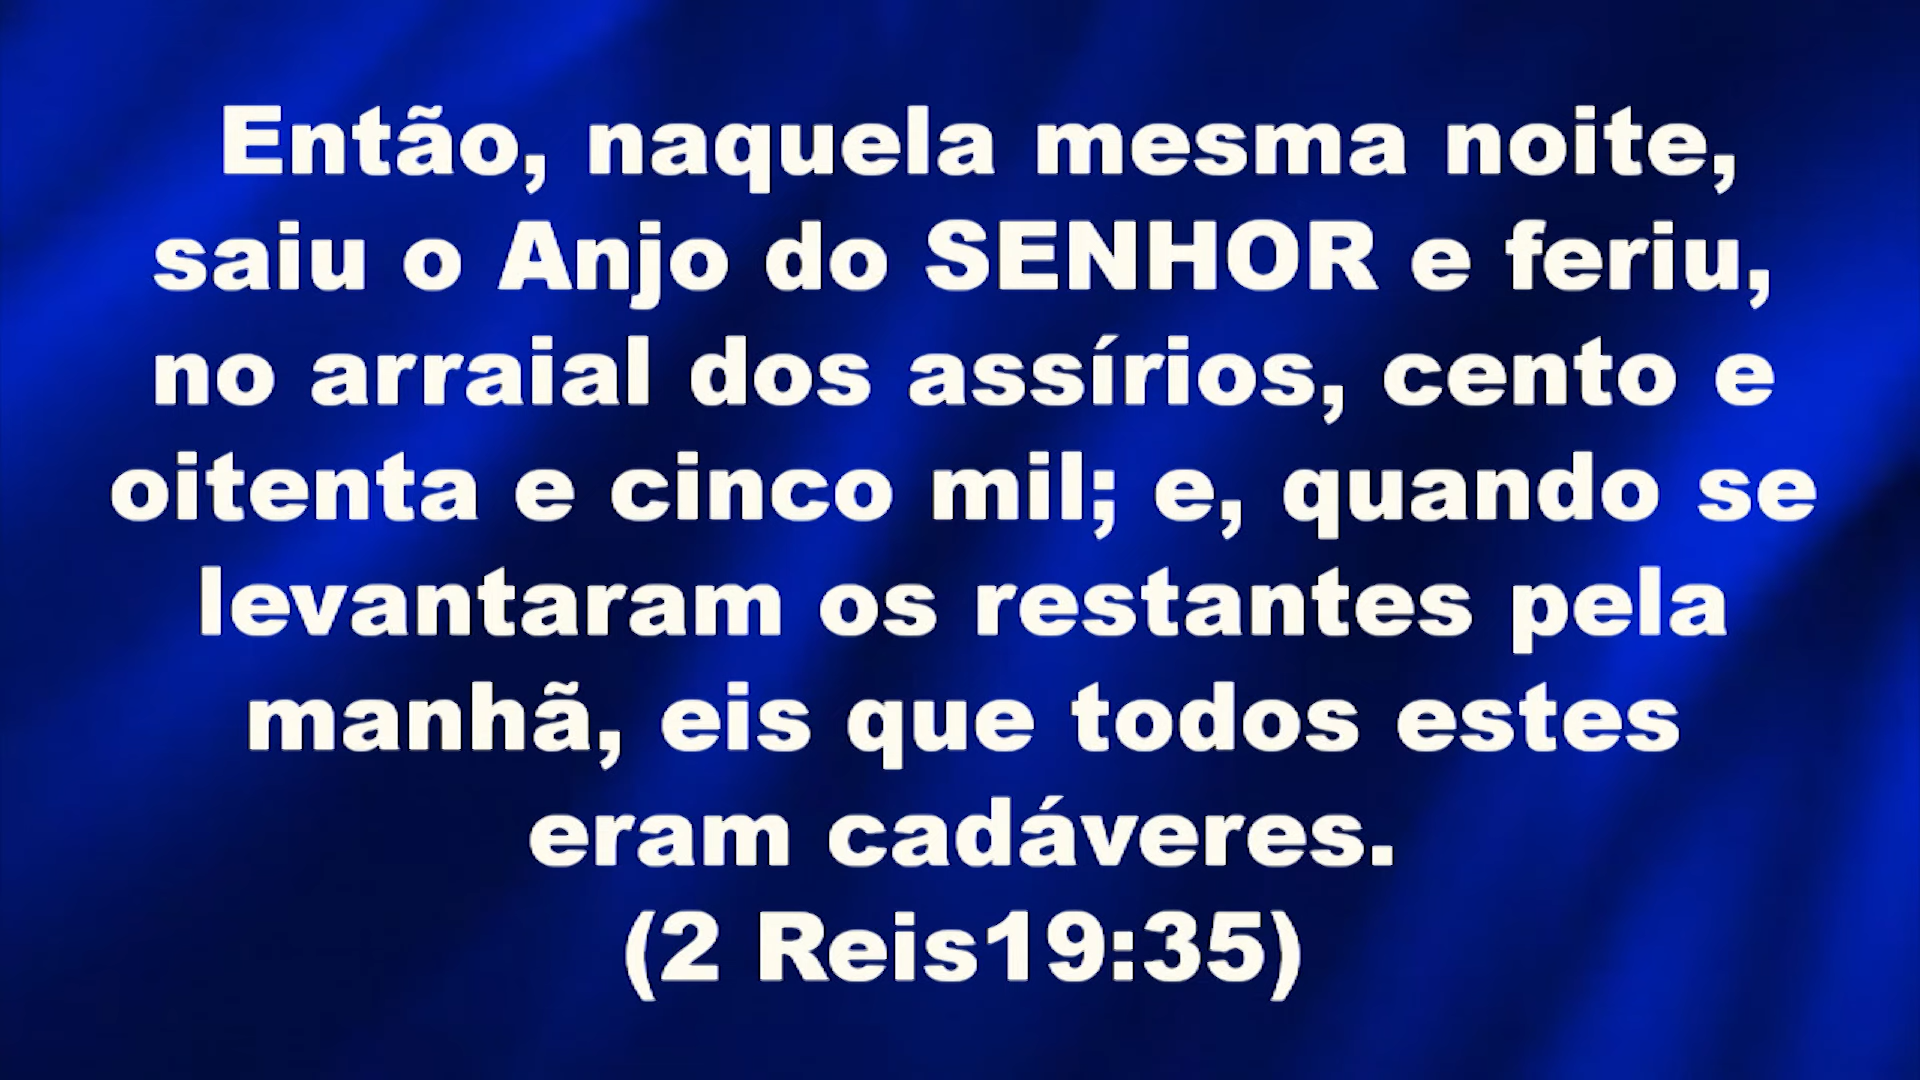 Então, naquela mesma noite,
saiu o Anjo do SENHOR e feriu,
no arraial dos assírios, cento e
oitenta e cinco mil; e, quando se
levantaram os restantes pela
manhã, eis que todos estes
eram cadáveres.
(2 Reis19:35)